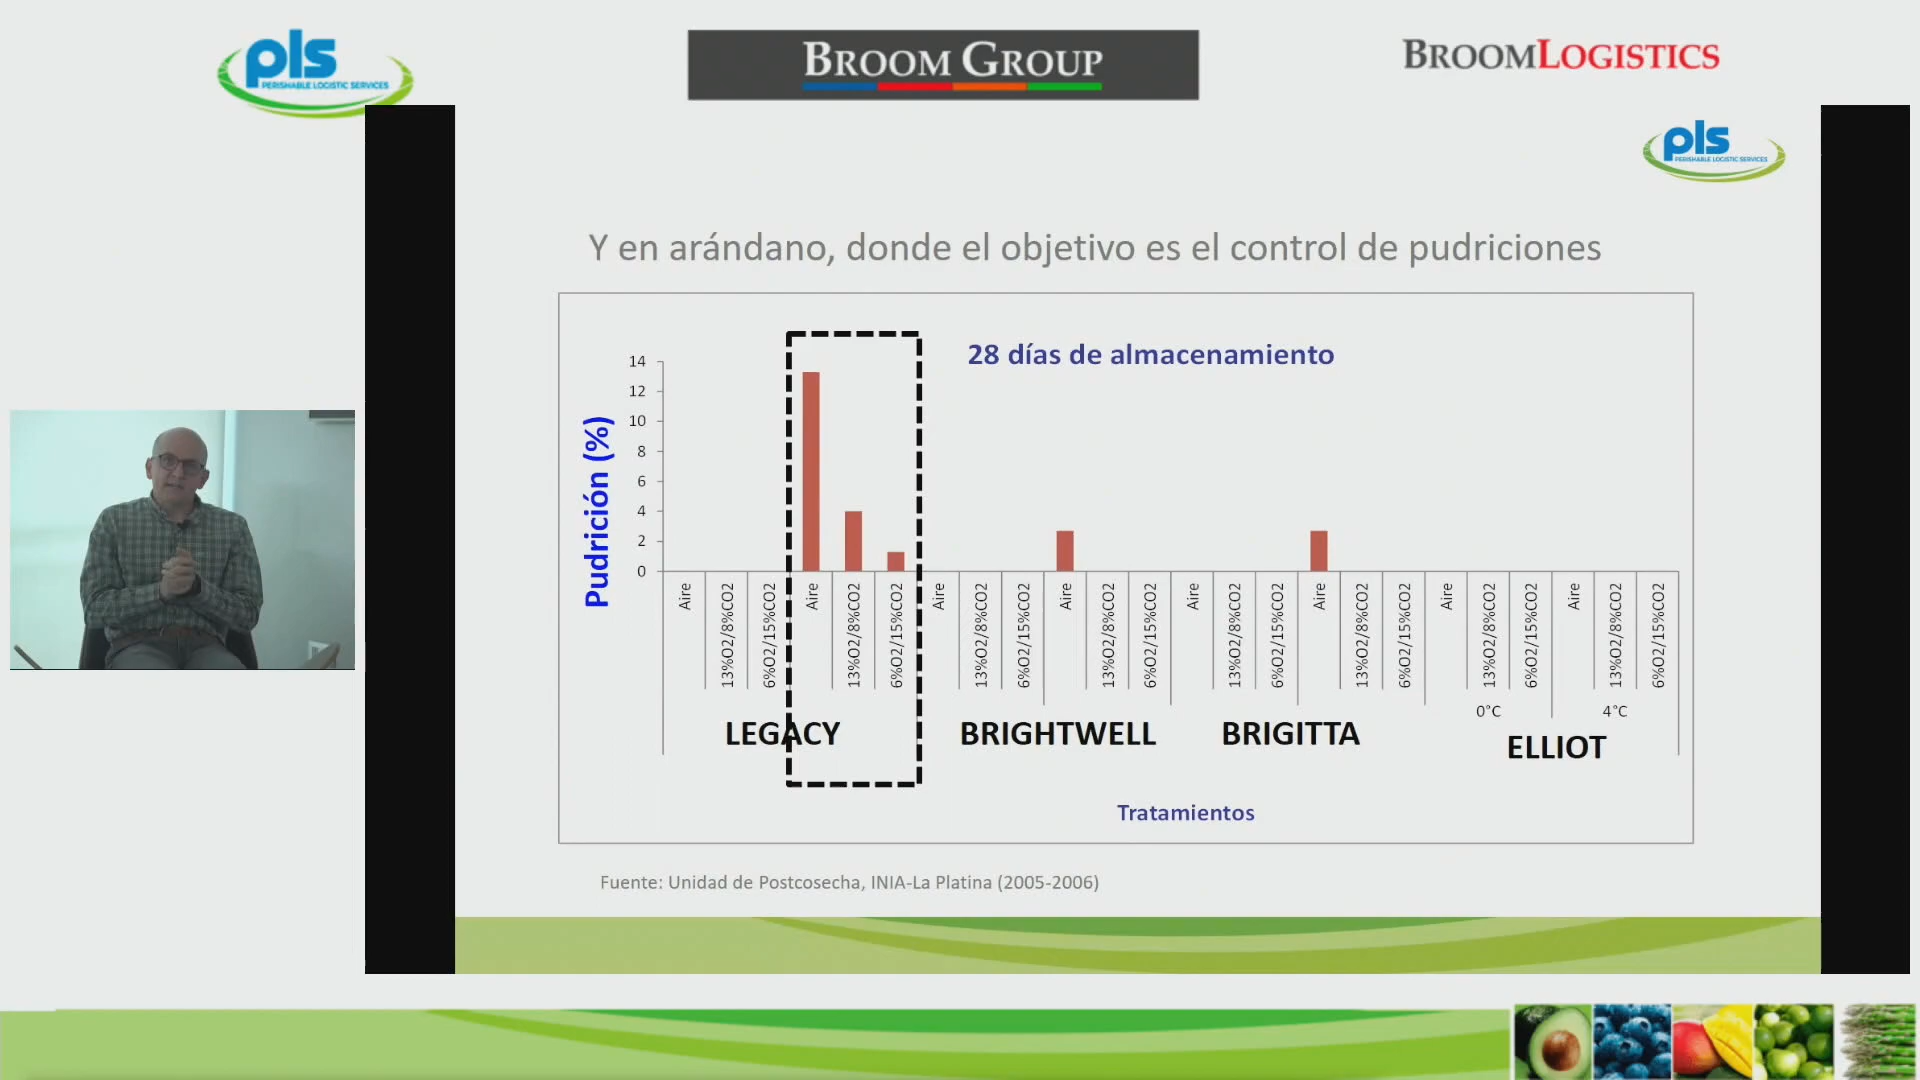 pls
PERISHABLE LOGISTIC SERVICES
BROOM GROUP
BROOMLOGISTICS
pls
PERISHABLE LOGISTIC SERVICES
Y en arándano, donde el objetivo es el control de pudriciones
28 días de almacenamiento
Pudrición (%)
14
12
10
8
6
4
2
0
Aire
13%O2/8%CO2
6%O2/15%CO2
Aire
13%O2/8%CO2
6%O2/15%CO2
Aire
13%O2/8%CO2
6%O2/15%CO2
Aire
13%O2/8%CO2
6%O2/15%CO2
Aire
13%O2/8%CO2
6%O2/15%CO2
Aire
13%O2/8%CO2
6%O2/15%CO2
Aire
13%O2/8%CO2
6%O2/15%CO2
Aire
13%O2/8%CO2
6%O2/15%CO2
0°C
4°C
LEGACY
BRIGHTWELL
BRIGITTA
ELLIOT
Tratamientos
Fuente: Unidad de Postcosecha, INIA-La Platina (2005-2006)